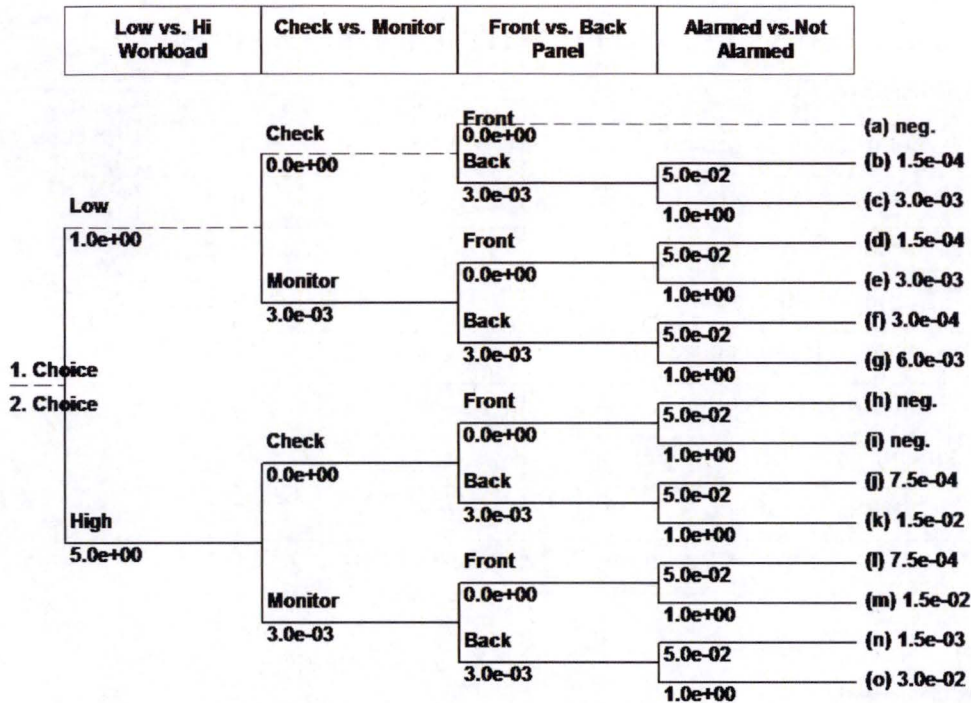 Low vs. Hi Workload
Check vs. Monitor
Front vs. Back Panel
Alarmed vs.Not Alarmed
Front
Check
0.0e+00
(a) neg.
0.0e+00
Back
5.0e-02
(b) 1.5e-04
Low
3.0e-03
1.0e+00
(c) 3.0e-03
1.0e+00
Front
5.0e-02
(d) 1.5e-04
Monitor
0.0e+00
1.0e+00
(e) 3.0e-03
3.0e-03
Back
5.0e-02
(f) 3.0e-04
1. Choice
3.0e-03
1.0e+00
(g) 6.0e-03
2. Choice
Front
5.0e-02
(h) neg.
Check
0.0e+00
1.0e+00
(i) neg.
0.0e+00
Back
5.0e-02
(j) 7.5e-04
High
3.0e-03
1.0e+00
(k) 1.5e-02
5.0e+00
Front
5.0e-02
(l) 7.5e-04
Monitor
0.0e+00
1.0e+00
(m) 1.5e-02
3.0e-03
Back
5.0e-02
(n) 1.5e-03
3.0e-03
1.0e+00
(o) 3.0e-02